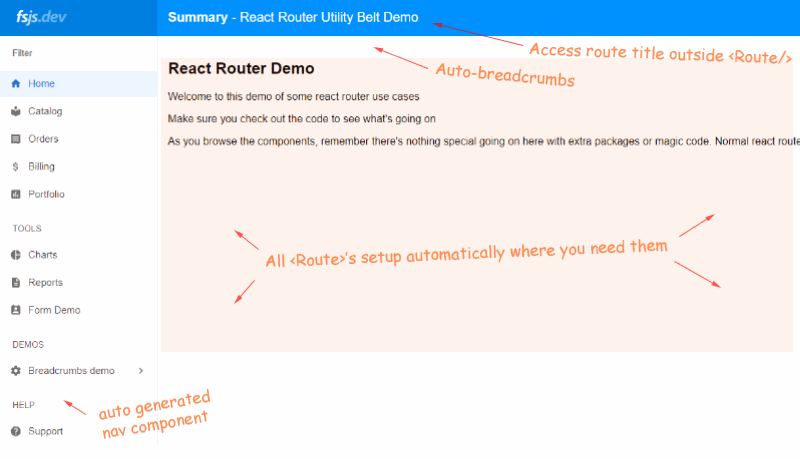 fsjs.dev
Summary - React Router Utility Belt Demo
Access route title outside <Route/>
Filter
Auto-breadcrumbs
React Router Demo
Home
Welcome to this demo of some react router use cases
Catalog
Make sure you check out the code to see what's going on
Orders
As you browse the components, remember there's nothing special going on here with extra packages or magic code. Normal react route
Billing
Portfolio
TOOLS
All <Route>'s setup automatically where you need them
Charts
Reports
Form Demo
DEMOS
Breadcrumbs demo
HELP
auto generated
nav component
Support